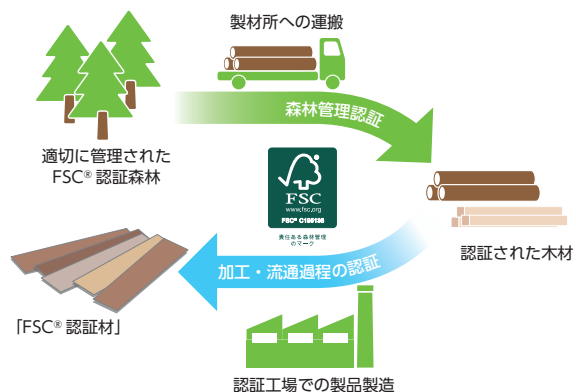 製材所への運搬
森林管理認証
適切に管理された
FSC® 認証森林
FSC
www.fsc.org
FSC® C155136
責任ある森林管理
のマーク
認証された木材
加工・流通過程の認証
「FSC® 認証材」
認証工場での製品製造